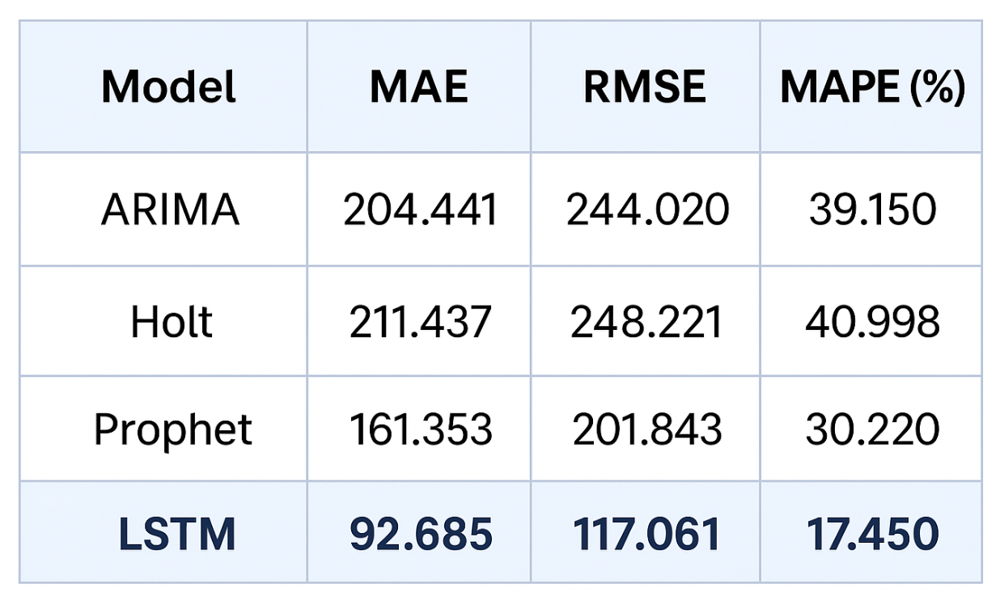 Model MAE RMSE MAPE (%)
ARIMA 204.441 244.020 39.150
Holt 211.437 248.221 40.998
Prophet 161.353 201.843 30.220
LSTM 92.685 117.061 17.450